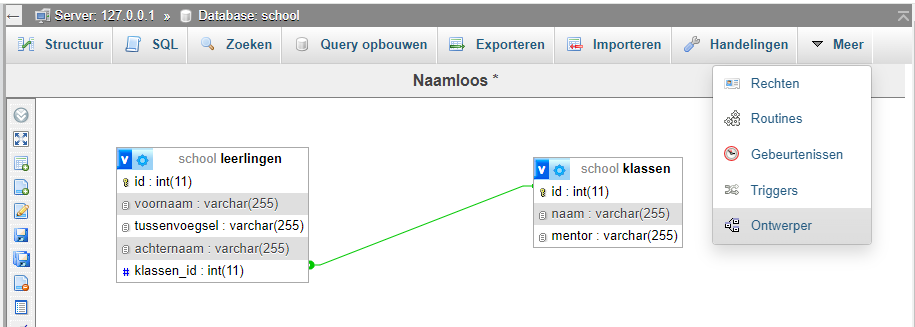 Server: 127.0.0.1 » Database: school
Structuur SQL Zoeken Query opbouwen Exporteren Importeren Handelingen Meer
Naamloos *
Rechten
Routines
Gebeurtenissen
Triggers
Ontwerper
v school leerlingen
id : int(11)
voornaam : varchar(255)
tussenvoegsel : varchar(255)
achternaam : varchar(255)
# klassen_id : int(11)
v school klassen
id : int(11)
naam : varchar(255)
mentor : varchar(255)